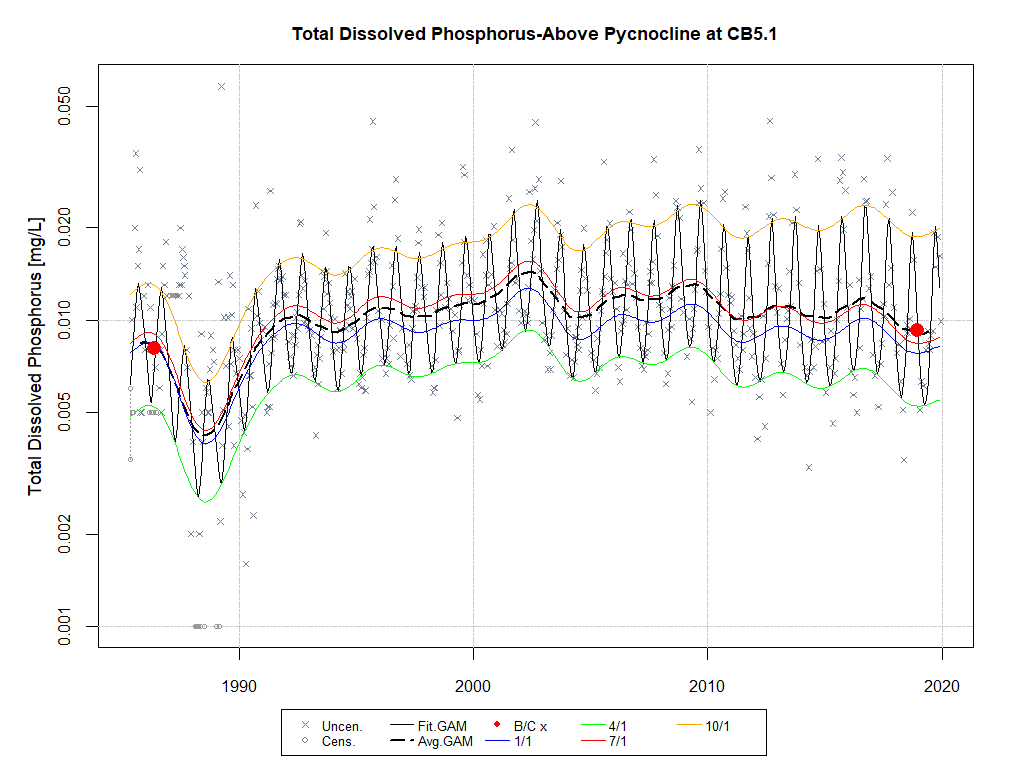 Total Dissolved Phosphorus-Above Pycnocline at CB5.1
Total Dissolved Phosphorus [mg/L]
0.050
0.020
0.010
0.005
0.002
0.001
1990 2000 2010 2020
Uncen. Fit.GAM B/C x 4/1 10/1
Cens. Avg.GAM 1/1 7/1